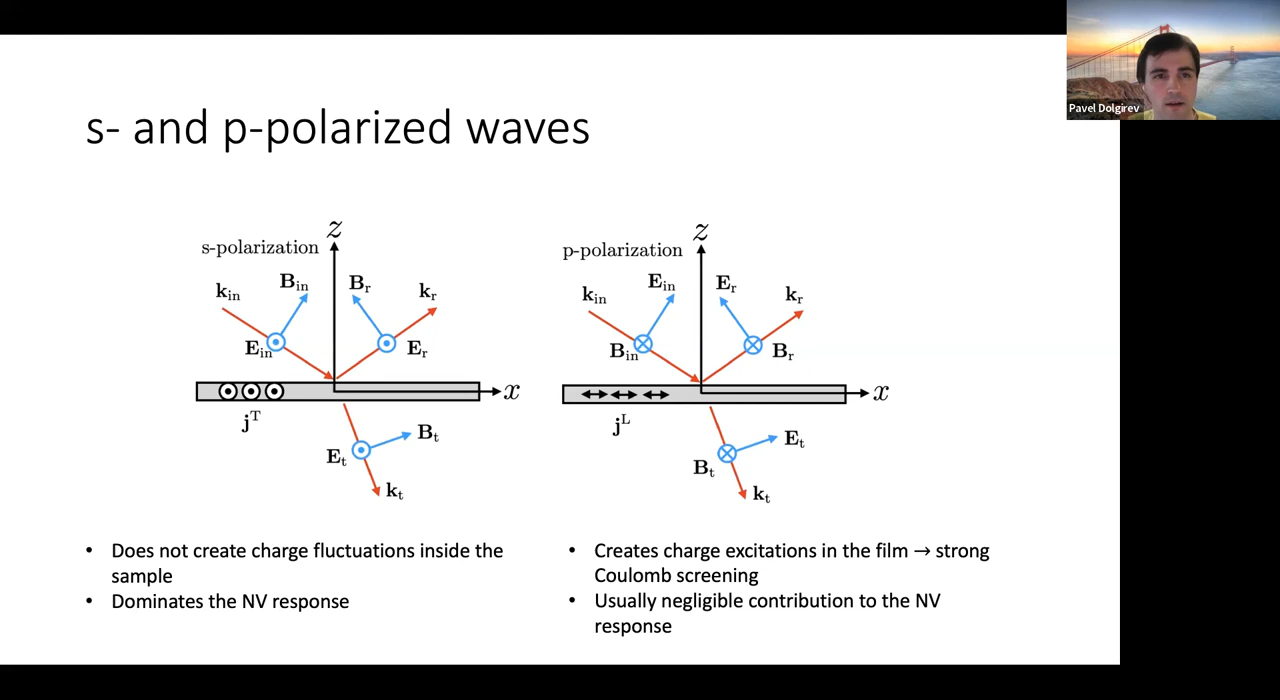 Pavel Dolgirev
s- and p-polarized waves
z
s-polarization
k_in
B_in
B_r
k_r
E_in
E_r
x
j^T
B_t
E_t
k_t
z
p-polarization
k_in
E_in
E_r
k_r
B_in
B_r
x
j^L
E_t
B_t
k_t
• Does not create charge fluctuations inside the
sample
• Dominates the NV response
• Creates charge excitations in the film → strong
Coulomb screening
• Usually negligible contribution to the NV
response